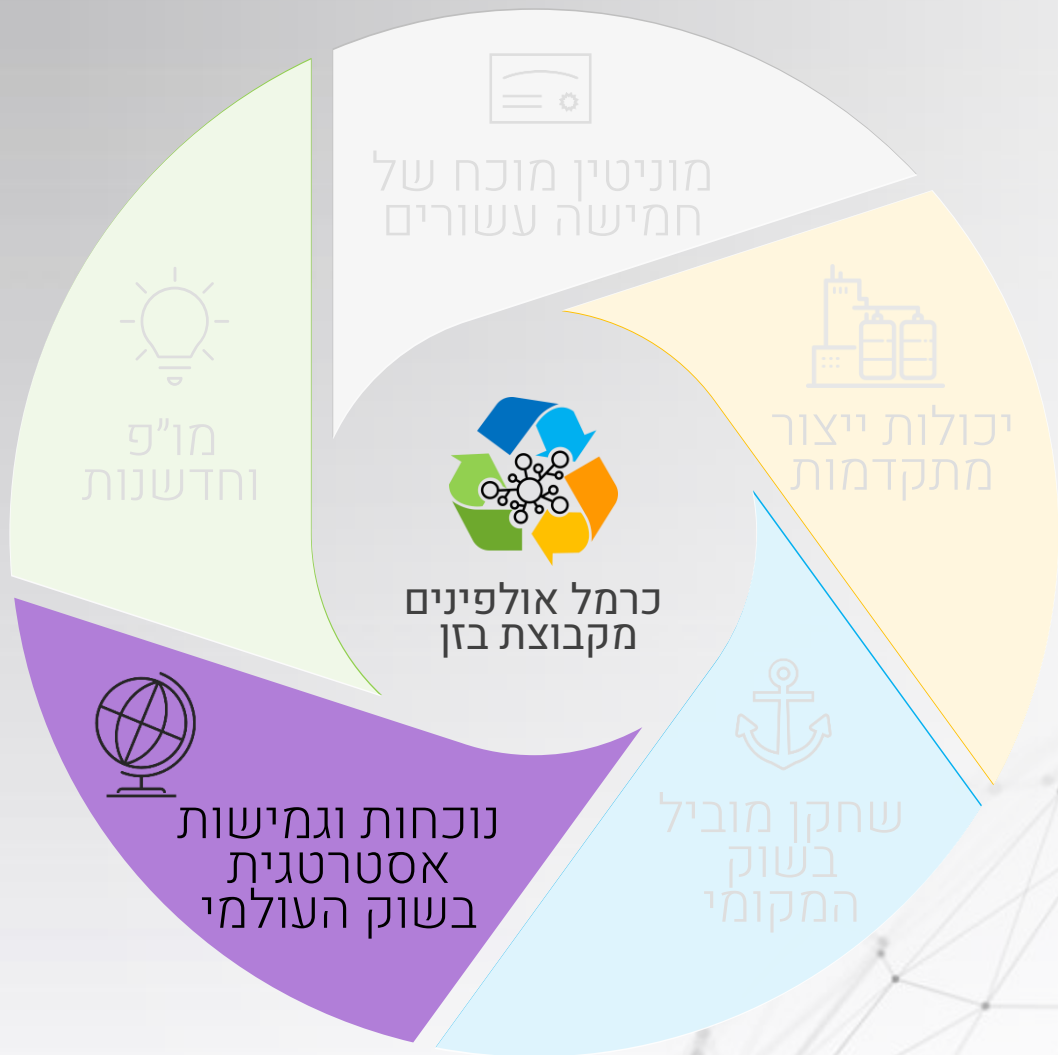 מוניטין מוכח של
חמישה עשורים
יכולות ייצור
מתקדמות
מו"פ
וחדשנות
כרמל אולפינים
מקבוצת בזן
שחקן מוביל
בשוק
המקומי
נוכחות וגמישות
אסטרטגית
בשוק העולמי